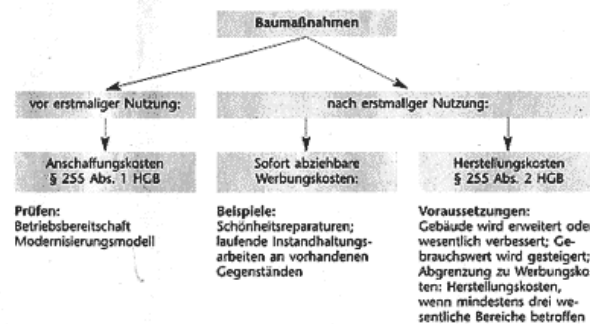 Baumaßnahmen
vor erstmaliger Nutzung:
nach erstmaliger Nutzung:
Anschaffungskosten
§ 255 Abs. 1 HGB
Sofort abziehbare
Werbungskosten:
Herstellungskosten
§ 255 Abs. 2 HGB
Prüfen:
Betriebsbereitschaft
Modernisierungsmodell
Beispiele:
Schönheitsreparaturen;
laufende Instandhaltungs-
arbeiten an vorhandenen
Gegenständen
Voraussetzungen:
Gebäude wird erweitert ode
wesentlich verbessert; Ge-
brauchswert wird gesteigert;
Abgrenzung zu Werbungsko
ten: Herstellungskosten,
wenn mindestens drei we-
sentliche Bereiche betroffen